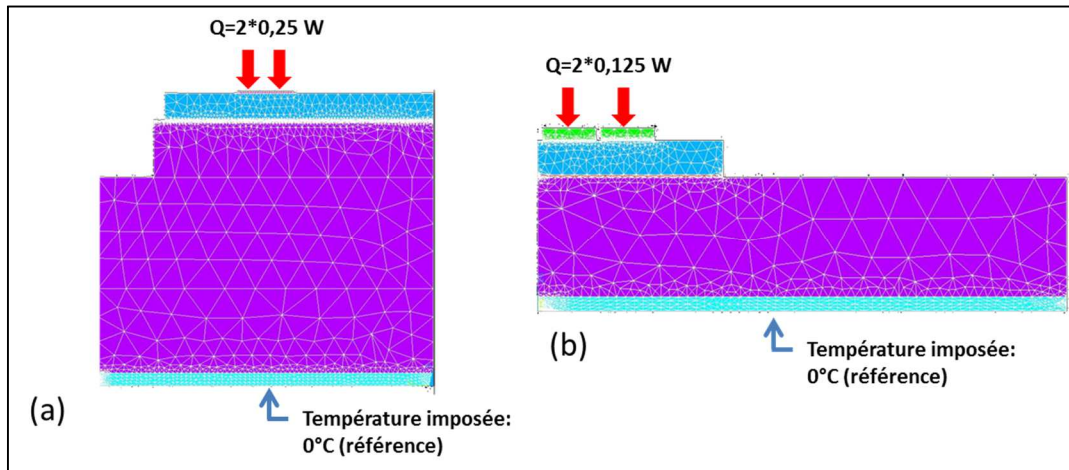 Q=2*0,25 W
Température imposée:
0°C (référence)
(a)
Q=2*0,125 W
Température imposée:
0°C (référence)
(b)